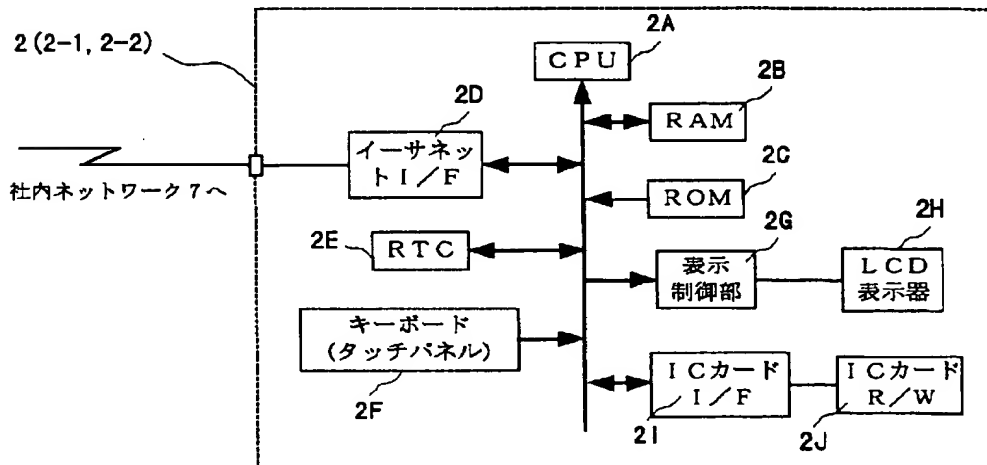 2(2-1,2-2)
2A
CPU
2D
2B
RAM
イーサネッ
トI/F
社内ネットワーク7へ
2C
ROM
2E
RTC
2G
2H
表示
制御部
LCD
表示器
キーボード
(タッチパネル)
2F
ICカード
I/F
ICカード
R/W
2I
2J